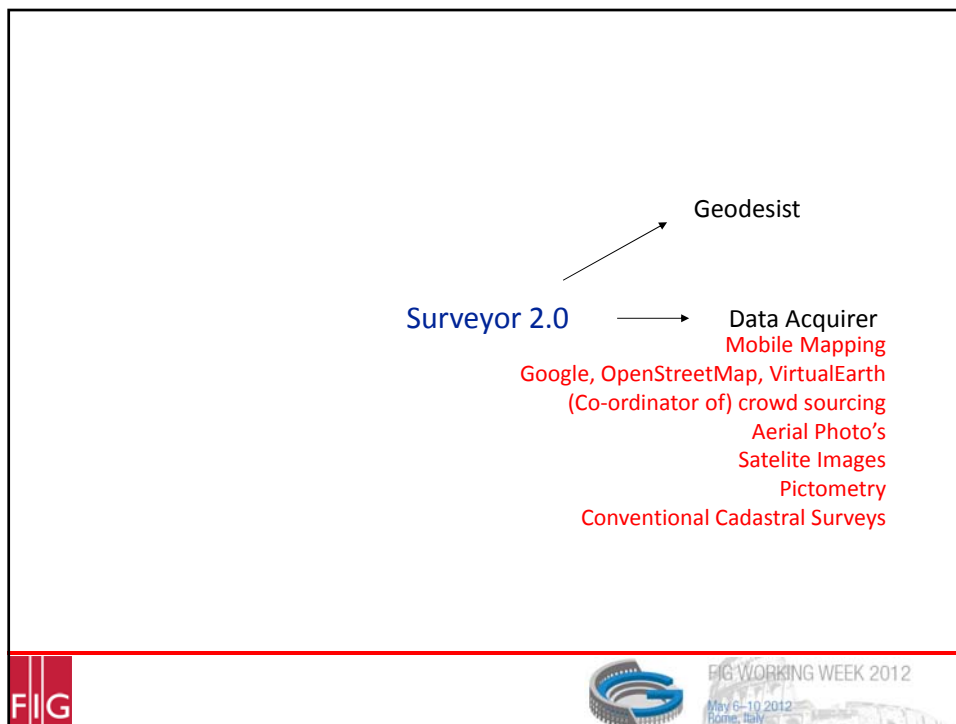 Geodesist
Surveyor 2.0
Data Acquirer
Mobile Mapping
Google, OpenStreetMap, VirtualEarth
(Co-ordinator of) crowd sourcing
Aerial Photo's
Satelite Images
Pictometry
Conventional Cadastral Surveys
FIG
FIG WORKING WEEK 2012
May 6–10 2012
Rome, Italy